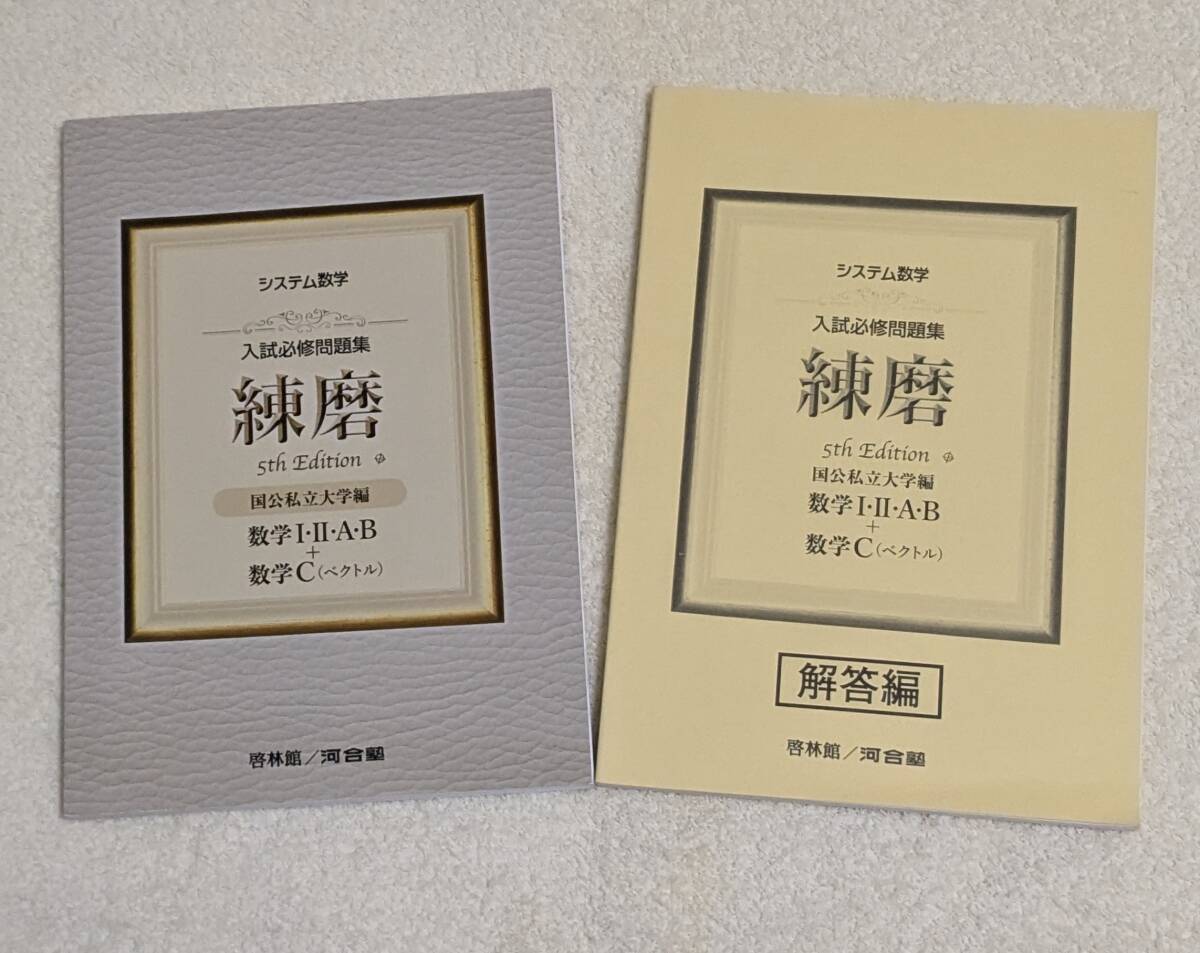 システム数学
入試必修問題集
練磨
5th Edition
国公私立大学編
数学I・II・A・B
+
数学C(ベクトル)
啓林館/河合塾
システム数学
入試必修問題集
練磨
5th Edition
国公私立大学編
数学I・II・A・B
+
数学C(ベクトル)
解答編
啓林館/河合塾